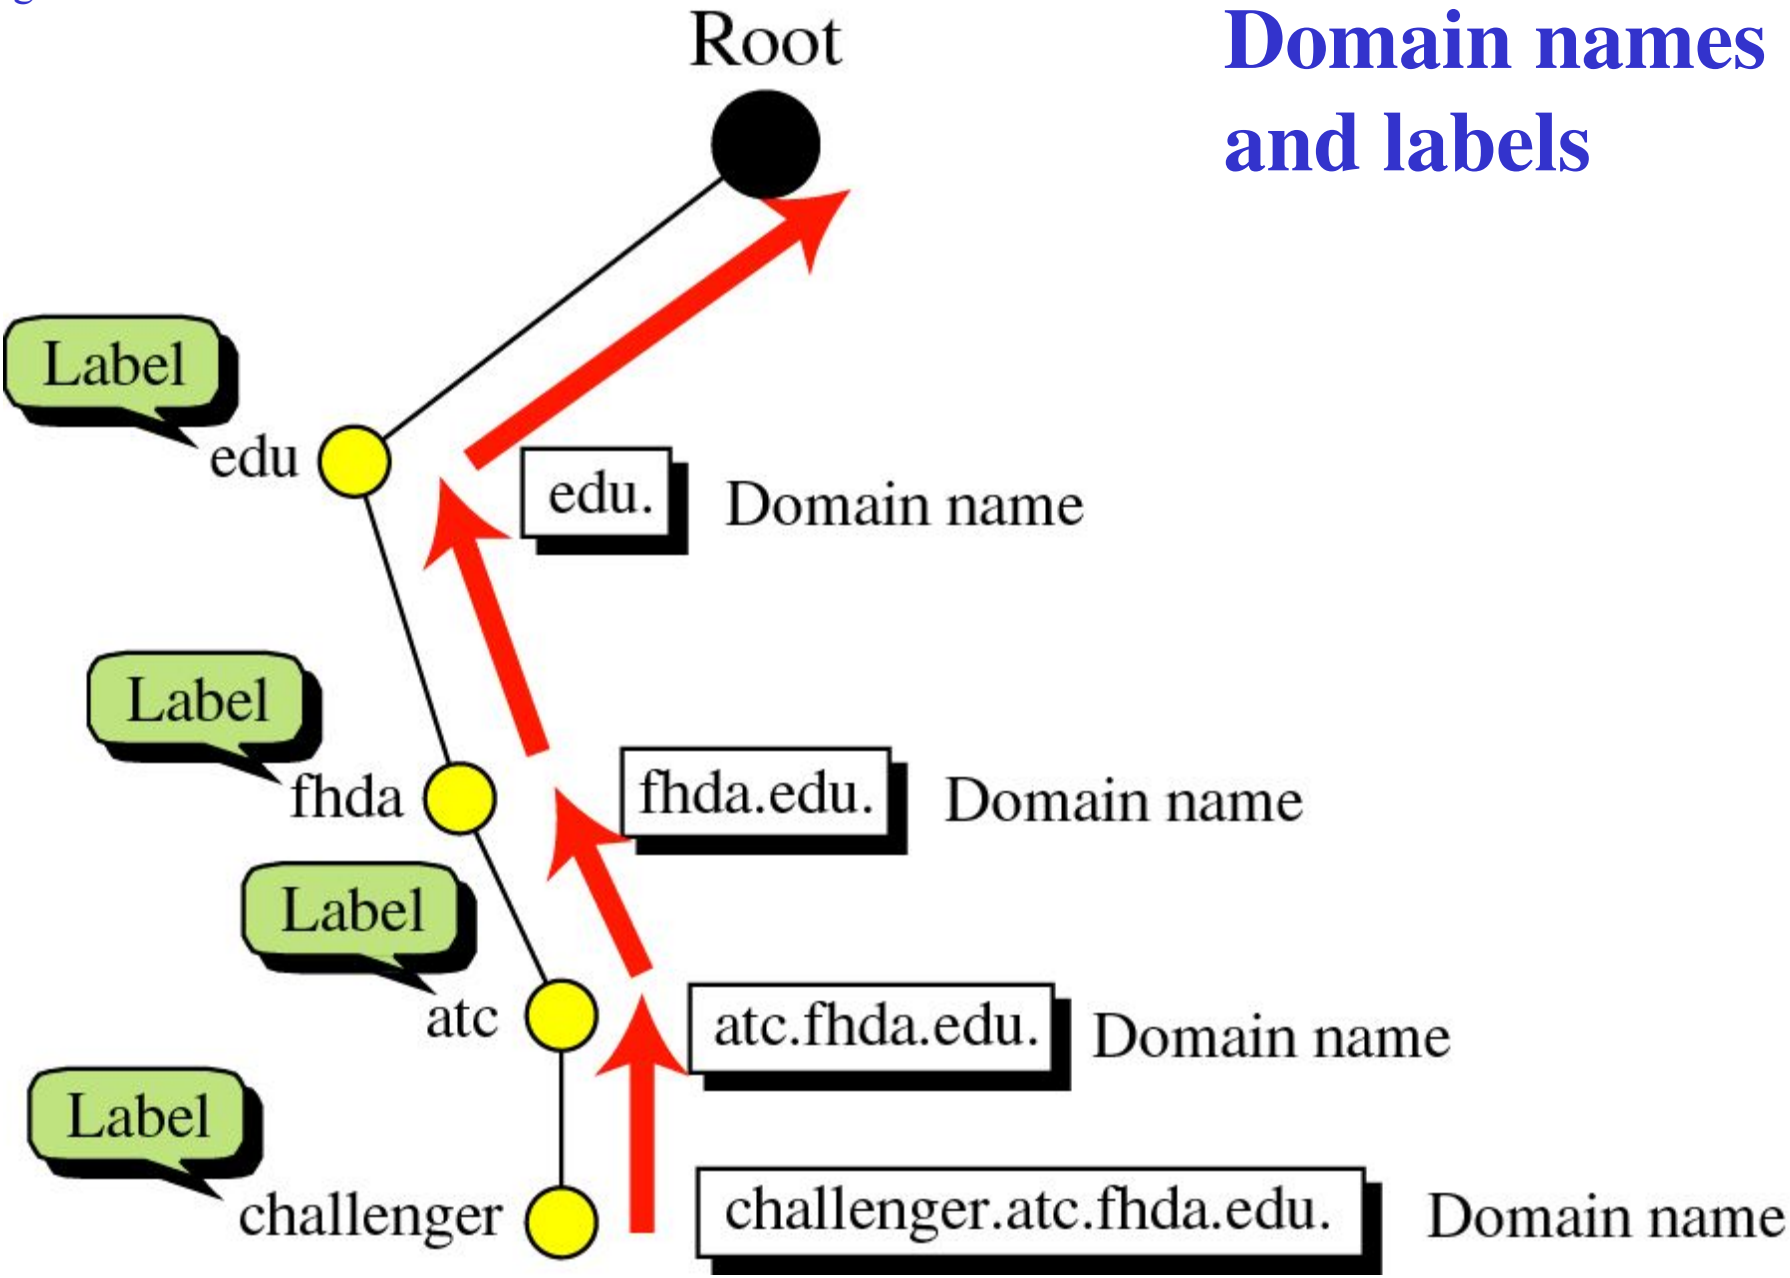 Root
Domain names
and labels
Label
edu
edu.
Domain name
Label
fhda
fhda.edu.
Domain name
Label
atc
atc.fhda.edu.
Domain name
Label
challenger
challenger.atc.fhda.edu.
Domain name